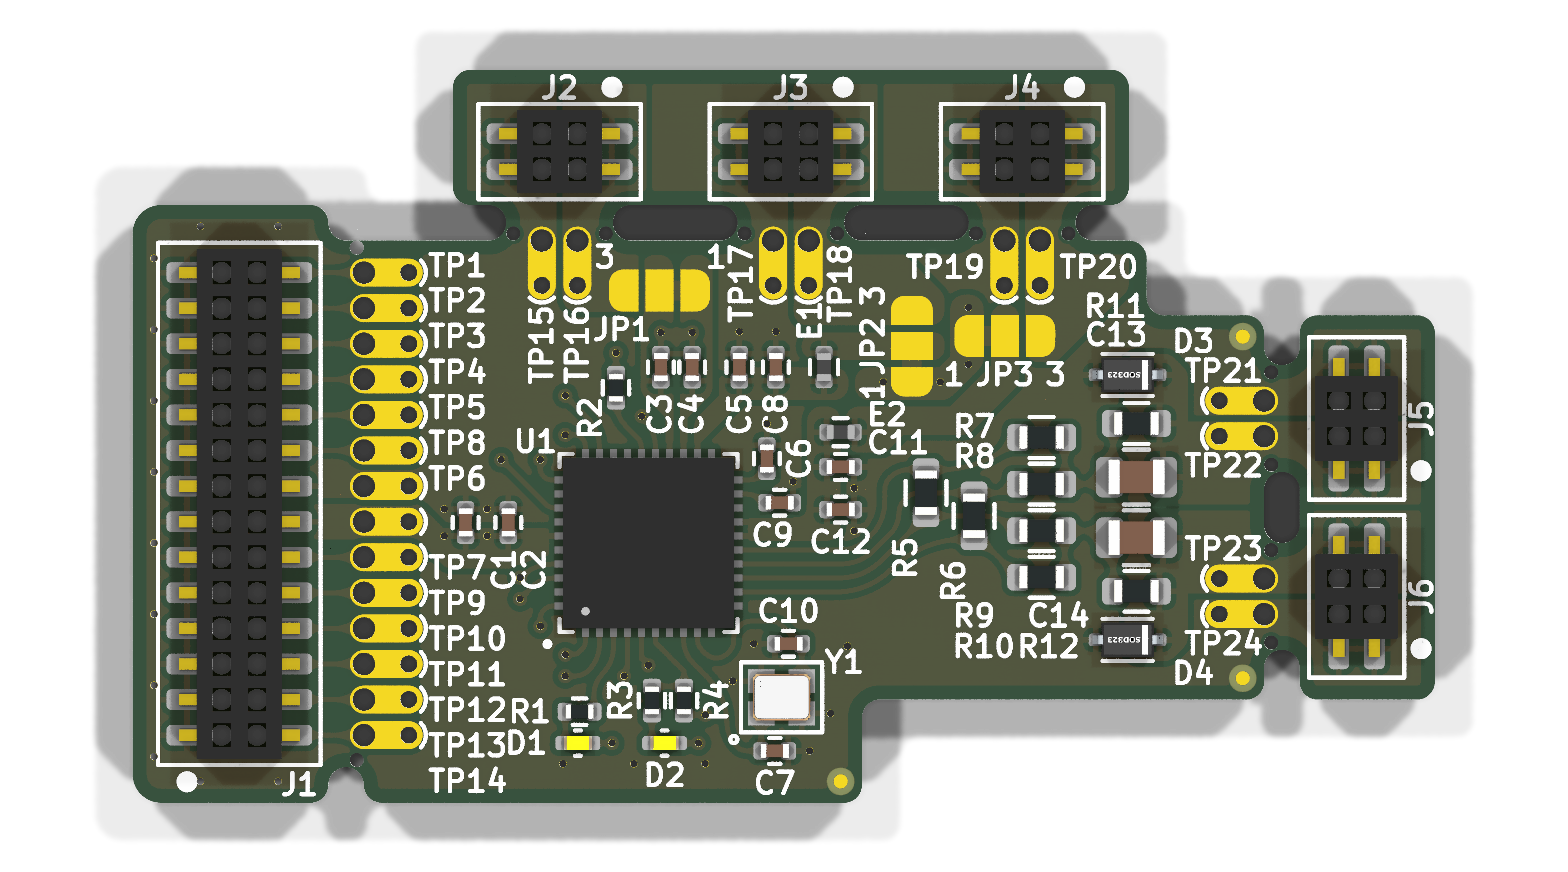 J2
J3
J4
TP1
TP2
TP3
TP4
TP5
TP8
TP6
TP7
TP9
TP10
TP11
TP12
TP13
TP14
J1
TP15
TP16
3
1
JP1
TP17
TP18
E1
JP2
3
1
TP19
TP20
1 JP3 3
R11
C13
D3
TP21
TP22
J5
R2
C3
C4
C5
C8
E2
C11
R7
R8
U1
C6
C9
C12
C1
C2
R5
R6
SOD323
R9
R10
C14
R12
SOD323
TP23
TP24
D4
J6
C10
Y1
R3
R4
R1
D1
D2
C7